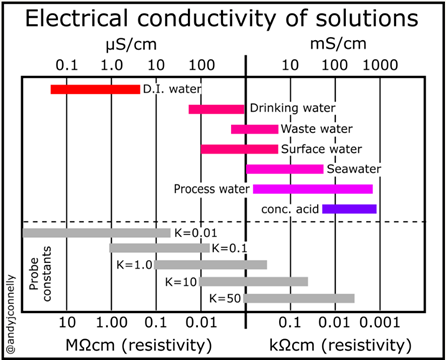 Electrical conductivity of solutions
µS/cm mS/cm
0.1 1.0 10 100 10 100 1000
D.I. water
Drinking water
Waste water
Surface water
Seawater
Process water
conc. acid
Probe constants
K=0.01
K=0.1
K=1.0
K=10
K=50
10 1.0 0.1 0.01 0.1 0.01 0.001
MΩcm (resistivity) kΩcm (resistivity)
@andyjconnelly